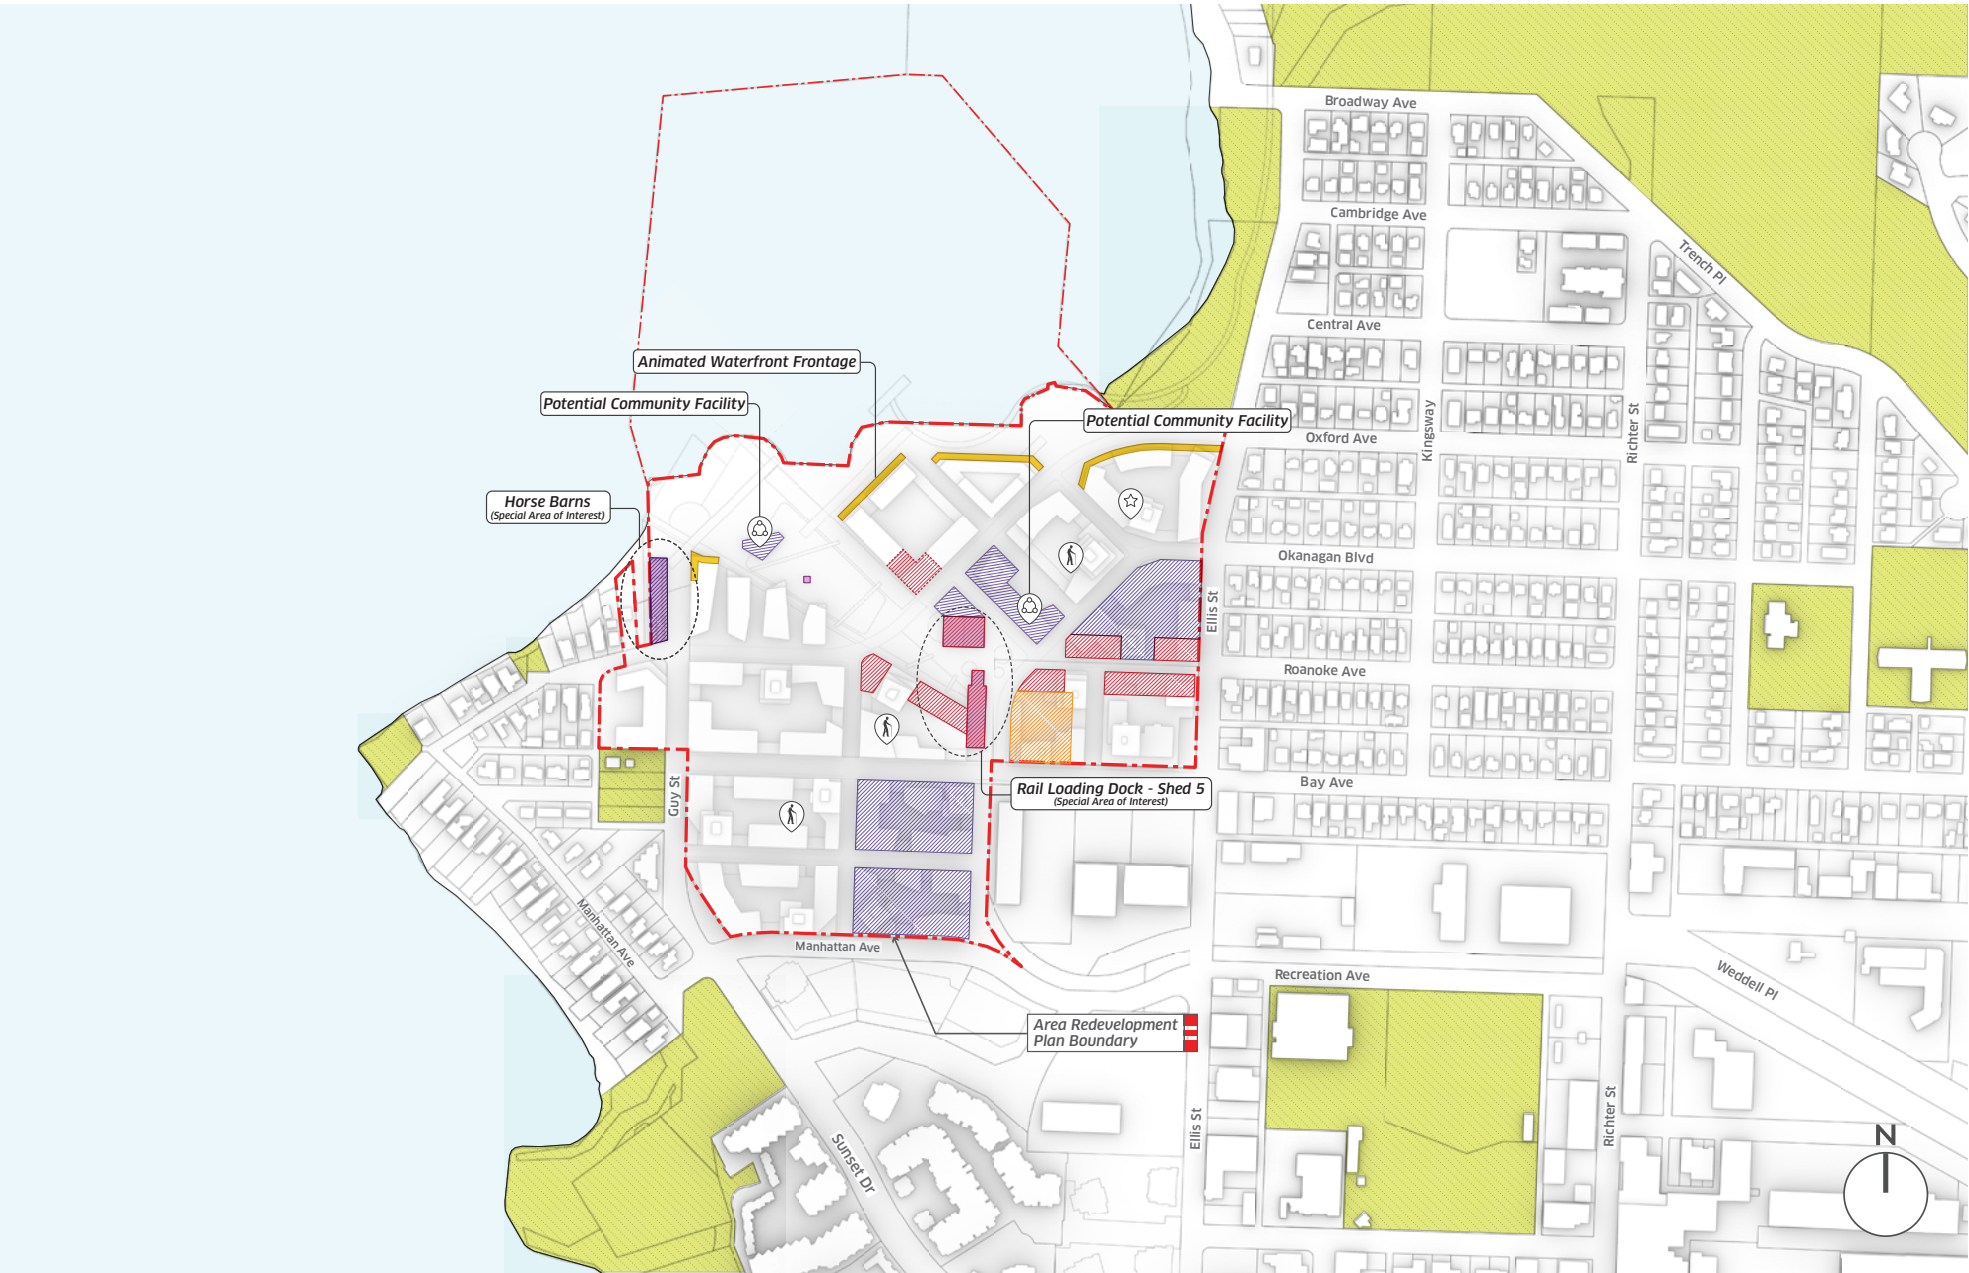 Broadway Ave
Cambridge Ave
Trench Pl
Central Ave
Animated Waterfront Frontage
Potential Community Facility
Potential Community Facility
Oxford Ave
Kingsway
Richter St
Horse Barns
(Special Area of Interest)
Okanagan Blvd
Ellis St
Roanoke Ave
Guy St
Rail Loading Dock - Shed 5
(Special Area of Interest)
Bay Ave
Manhattan Ave
Manhattan Ave
Recreation Ave
Weddell Pl
Area Redevelopment
Plan Boundary
Ellis St
Richter St
Sunset Dr
N